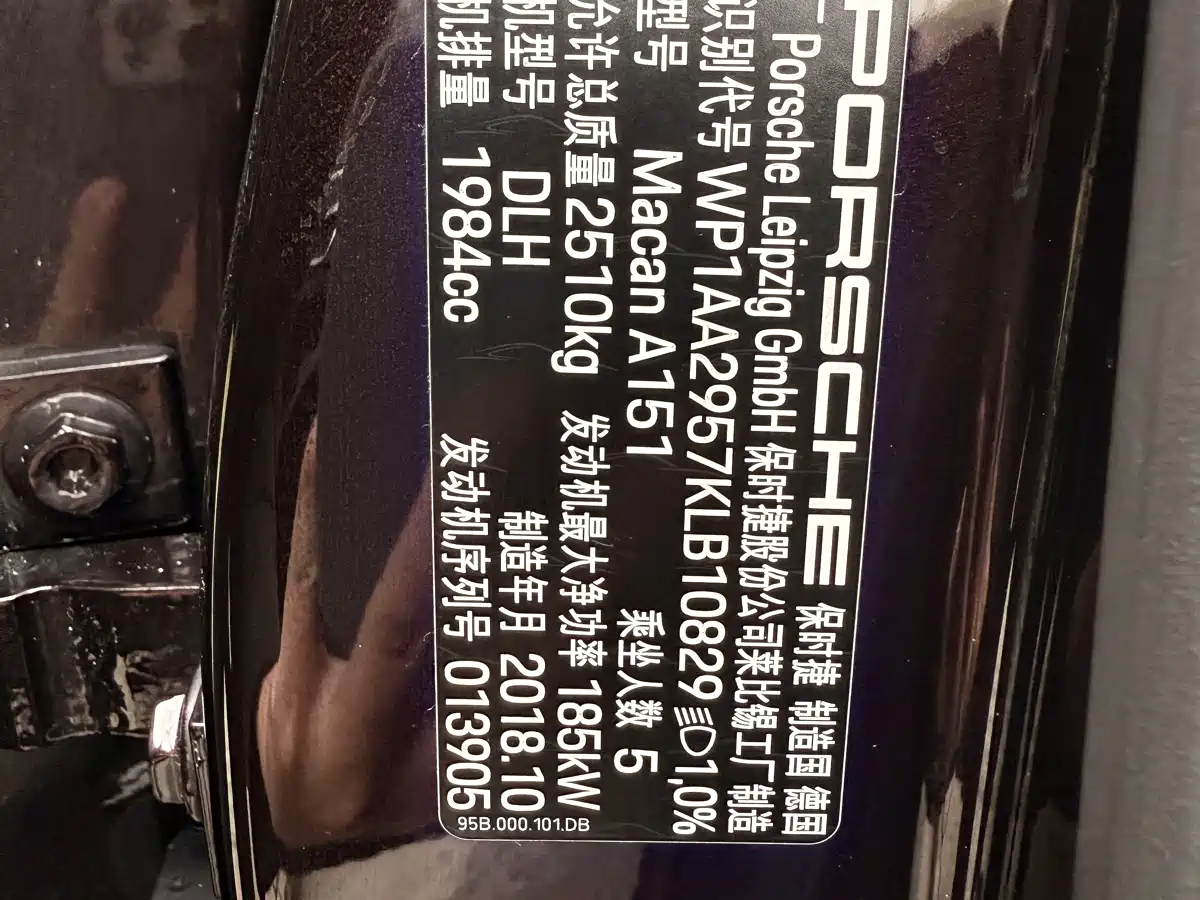 PORSCHE 保时捷 制造国 德国
Porsche Leipzig GmbH 保时捷股份公司莱比锡工厂制造
识别代号 WP1AA2957KLB10829 1,0%
型号 Macan A151 乘坐人数 5
允许总质量 2510kg 发动机最大净功率 185kW
机型号 DLH 制造年月 2018.10
机排量 1984cc 发动机序列号 013905
95B.000.101.DB